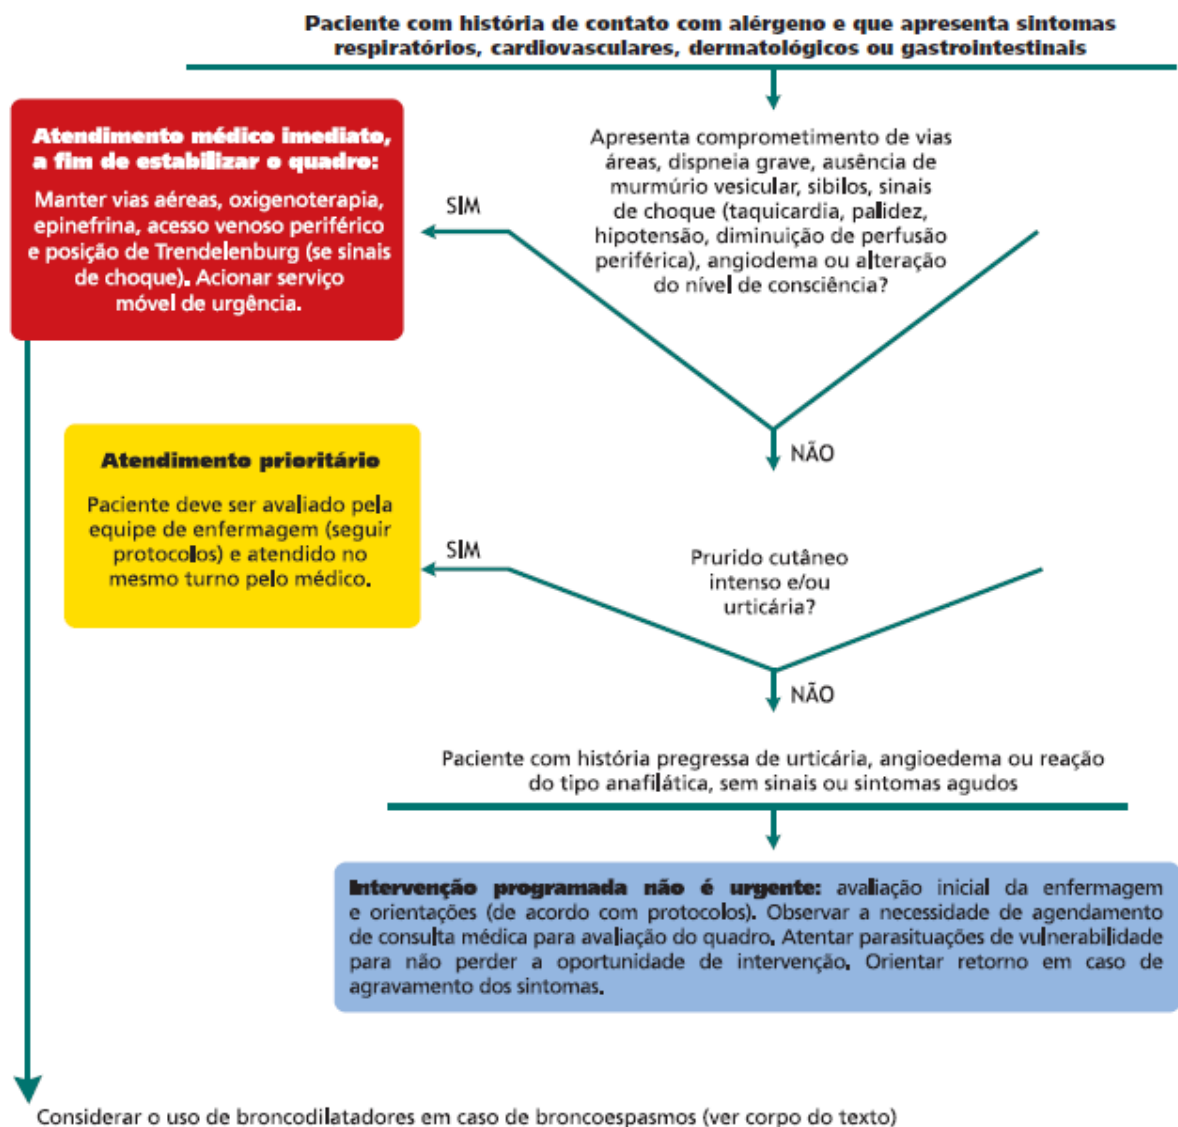 Paciente com história de contato com alérgeno e que apresenta sintomas
respiratórios, cardiovasculares, dermatológicos ou gastrointestinais
Atendimento médico imediato,
a fim de estabilizar o quadro:
Manter vias aéreas, oxigenoterapia,
epinefrina, acesso venoso periférico
e posição de Trendelenburg (se sinais
de choque). Acionar serviço
móvel de urgência.
SIM
Apresenta comprometimento de vias
áreas, dispneia grave, ausência de
murmúrio vesicular, sibilos, sinais
de choque (taquicardia, palidez,
hipotensão, diminuição de perfusão
periférica), angiodema ou alteração
do nível de consciência?
NÃO
Atendimento prioritário
Paciente deve ser avaliado pela
equipe de enfermagem (seguir
protocolos) e atendido no
mesmo turno pelo médico.
SIM
Prurido cutâneo
intenso e/ou
urticária?
NÃO
Paciente com história pregressa de urticária, angioedema ou reação
do tipo anafilática, sem sinais ou sintomas agudos
Intervenção programada não é urgente: avaliação inicial da enfermagem
e orientações (de acordo com protocolos). Observar a necessidade de agendamento
de consulta médica para avaliação do quadro. Atentar parasituações de vulnerabilidade
para não perder a oportunidade de intervenção. Orientar retorno em caso de
agravamento dos sintomas.
Considerar o uso de broncodilatadores em caso de broncoespasmos (ver corpo do texto)